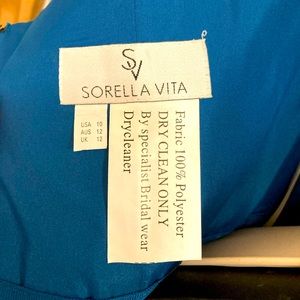 SV
SORELLA VITA
USA 10
AUS 12
UK 12
Fabric 100% Polyester
DRY CLEAN ONLY
By specialist Bridal wear
Drycleaner